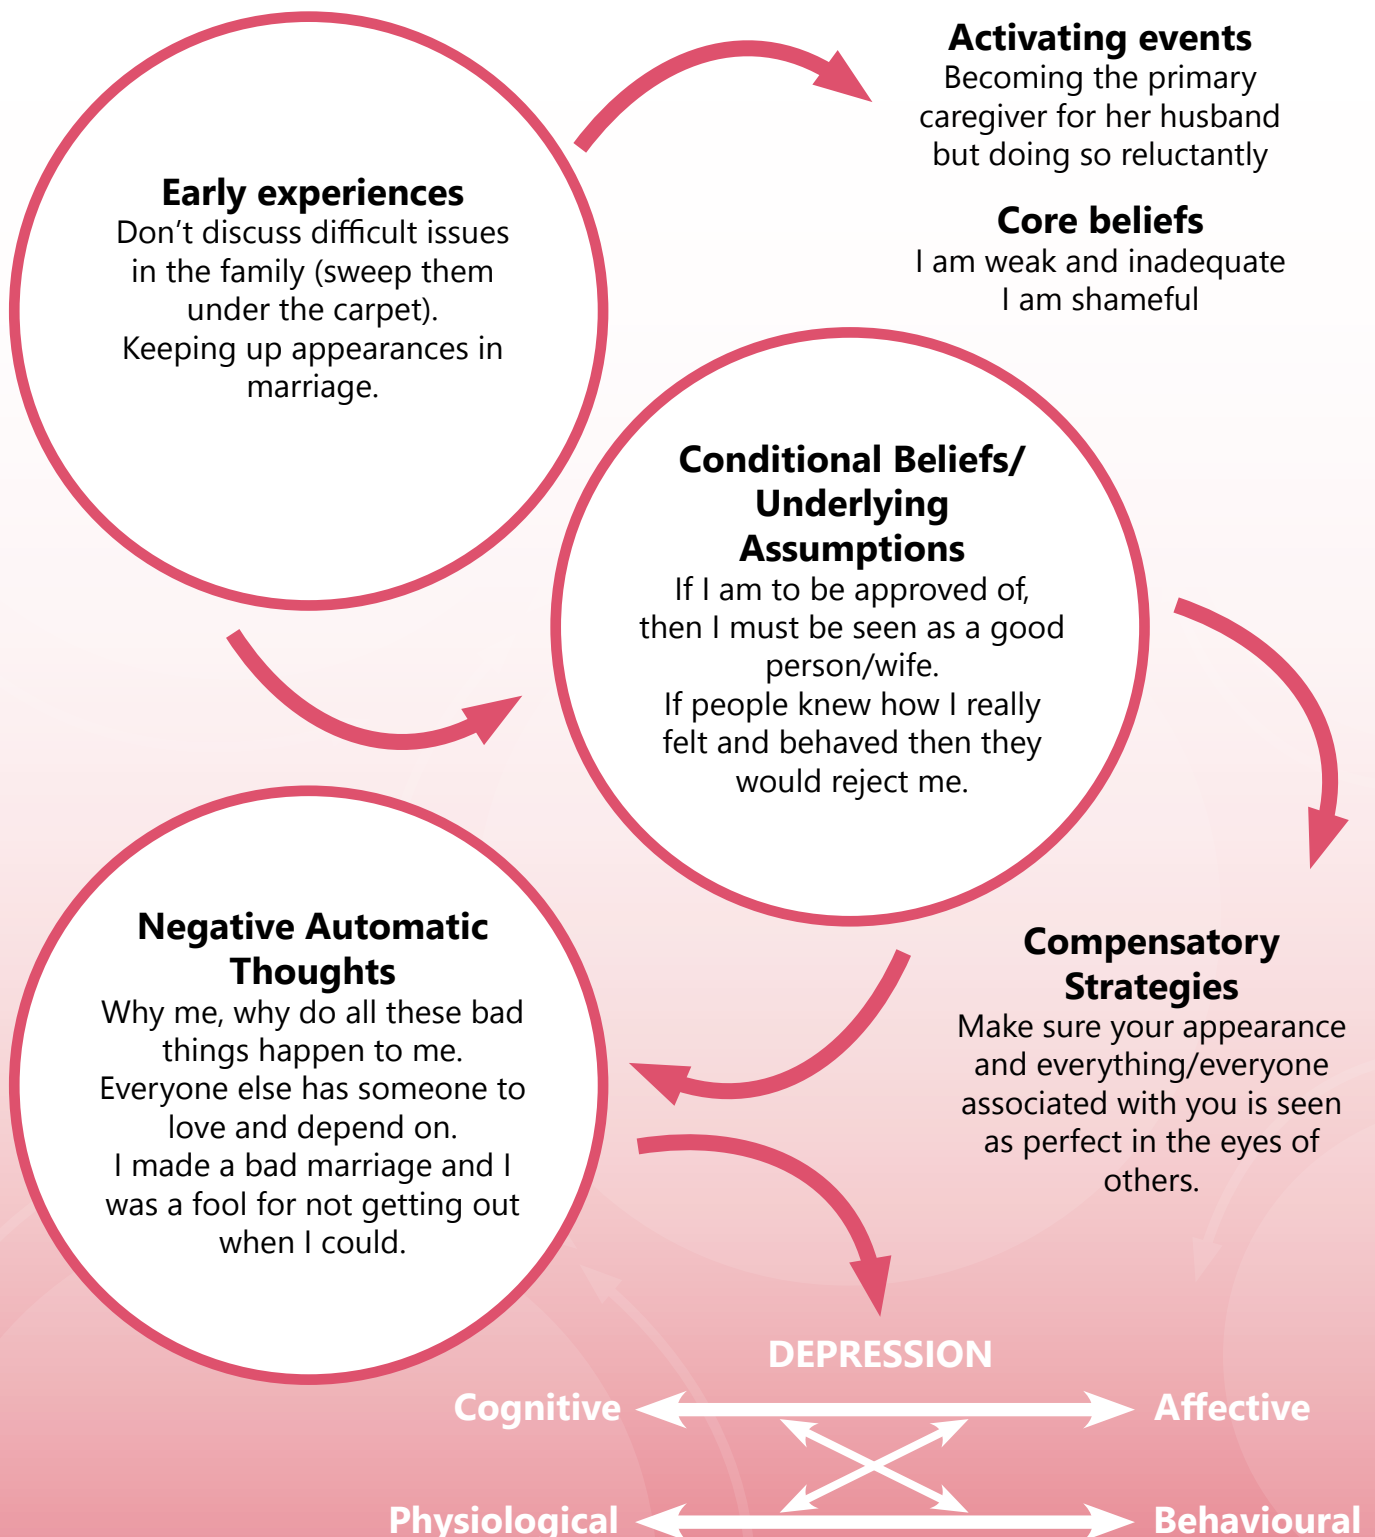 Activating events
Becoming the primary
caregiver for her husband
but doing so reluctantly
Early experiences
Don’t discuss difficult issues
in the family (sweep them
under the carpet).
Keeping up appearances in
marriage.
Core beliefs
I am weak and inadequate
I am shameful
Conditional Beliefs/
Underlying
Assumptions
If I am to be approved of,
then I must be seen as a good
person/wife.
If people knew how I really
felt and behaved then they
would reject me.
Negative Automatic
Thoughts
Why me, why do all these bad
things happen to me.
Everyone else has someone to
love and depend on.
I made a bad marriage and I
was a fool for not getting out
when I could.
Compensatory
Strategies
Make sure your appearance
and everything/everyone
associated with you is seen
as perfect in the eyes of
others.
DEPRESSION
Cognitive
Affective
Physiological
Behavioural